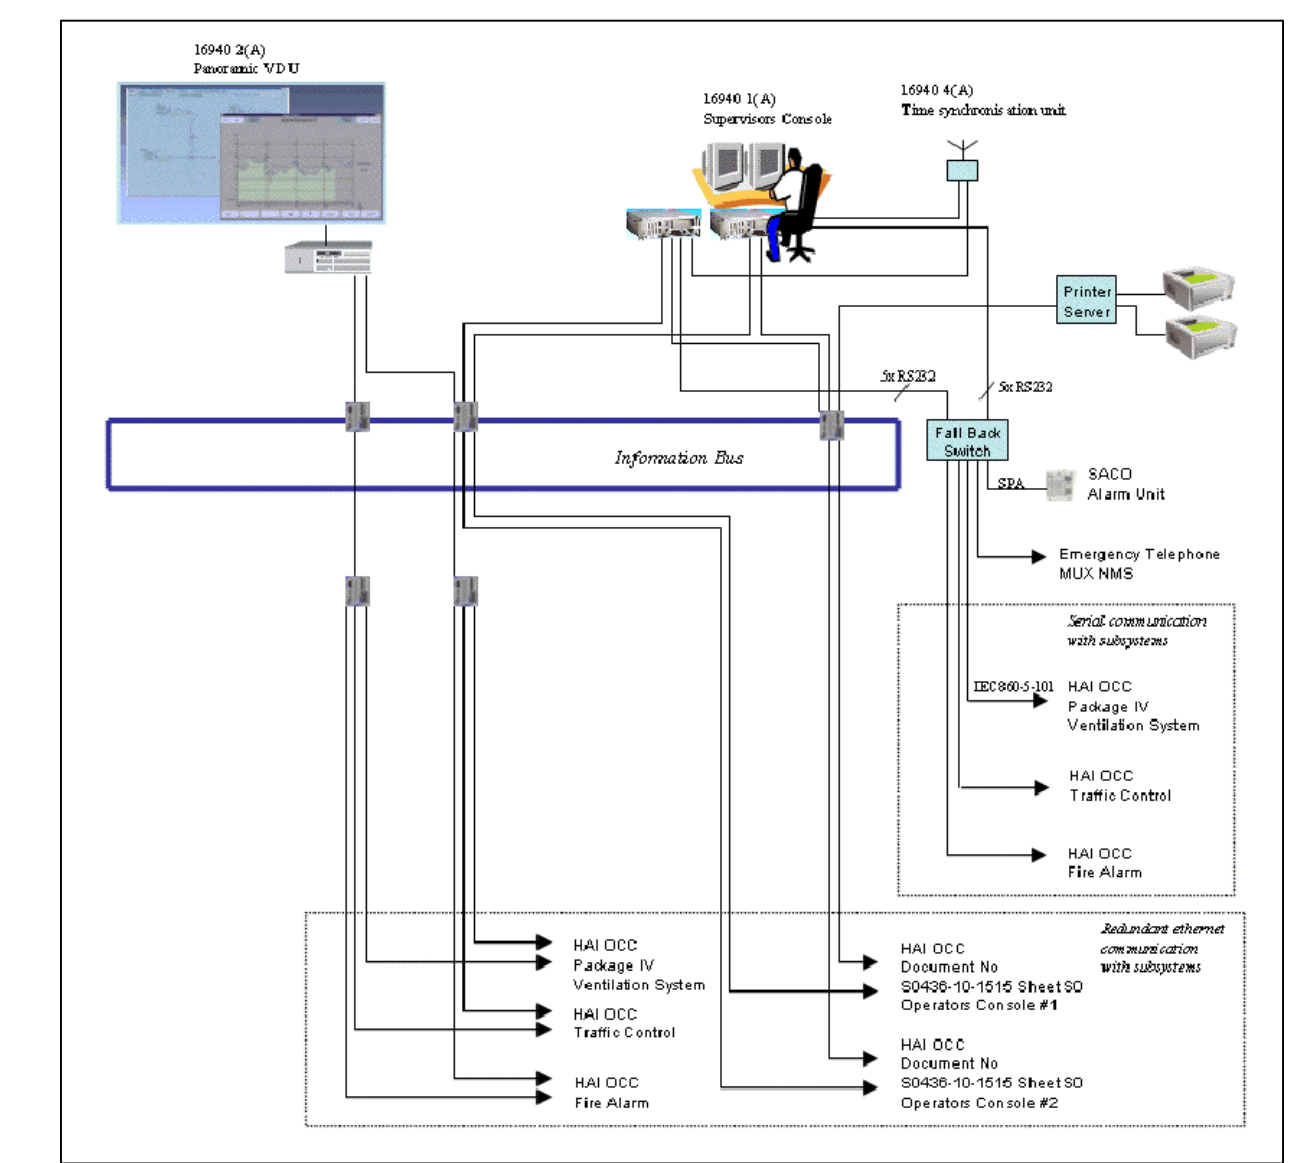 16940 2(A)
Panoramic VDU
16940 1(A)
Supervisors Console
16940 4(A)
Time synchronisation unit
Printer
Server
5x RS232
5x RS232
Fall Back
Switch
Information Bus
SPA
SACO
Alarm Unit
Emergency Telephone
MUX NMS
Serial communication
with subsystems
IEC860-5-101
HAI OCC
Package IV
Ventilation System
HAI OCC
Traffic Control
HAI OCC
Fire Alarm
Redundant ethernet
communication
with subsystems
HAI OCC
Package IV
Ventilation System
HAI OCC
Traffic Control
HAI OCC
Fire Alarm
HAI OCC
Document No
S0436-10-1515 Sheet SO
Operators Console #1
HAI OCC
Document No
S0436-10-1515 Sheet SO
Operators Console #2